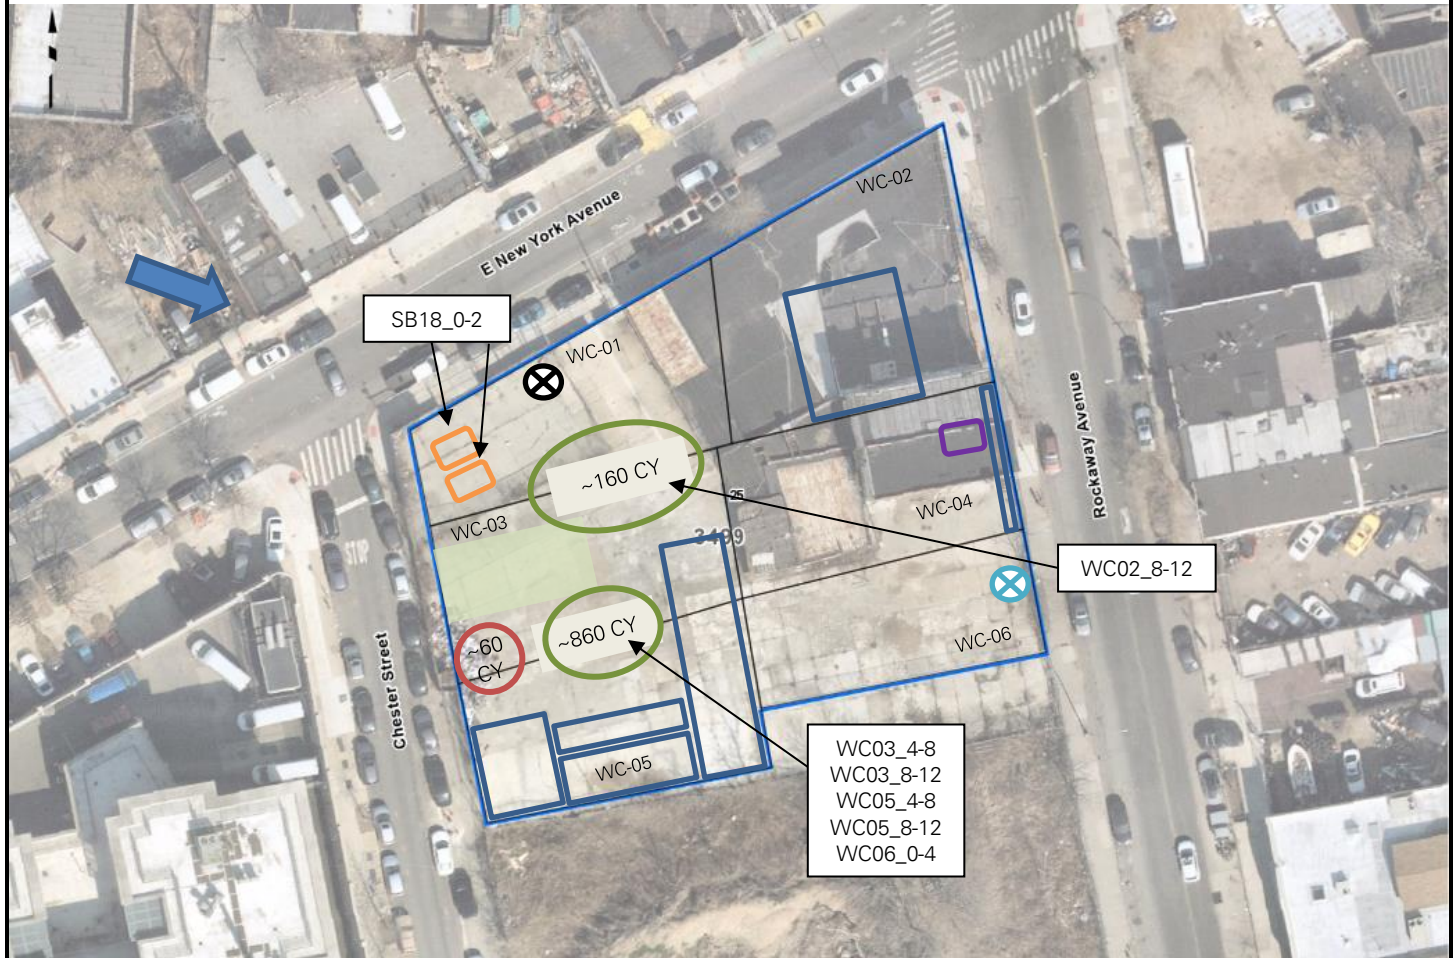 WC-02
E New York Avenue
SB18_0-2
WC-01
Rockaway Avenue
~160 CY
25
WC-04
WC-03
3499
STOP
WC02_8-12
~860 CY
WC-06
~60
CY
Chester Street
WC-05
WC03_4-8
WC03_8-12
WC05_4-8
WC05_8-12
WC06_0-4